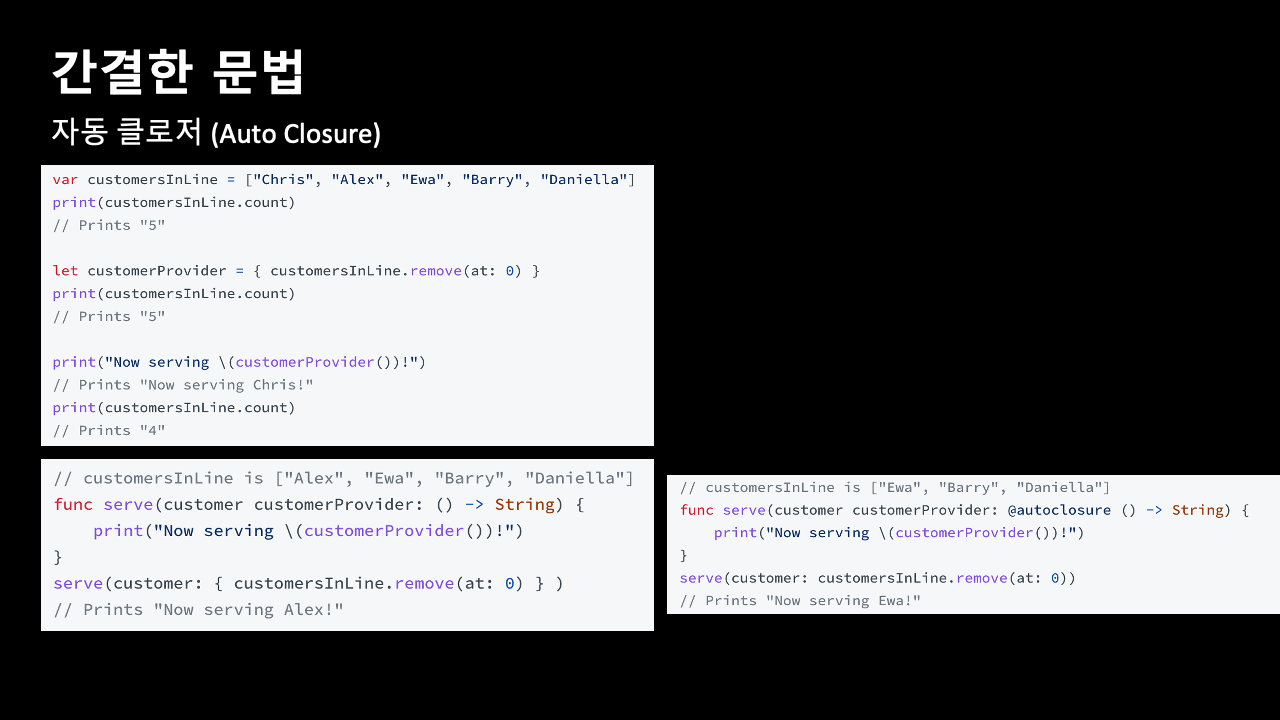 간결한 문법
자동 클로저 (Auto Closure)
var customersInLine = ["Chris", "Alex", "Ewa", "Barry", "Daniella"]
print(customersInLine.count)
// Prints "5"
let customerProvider = { customersInLine.remove(at: 0) }
print(customersInLine.count)
// Prints "5"
print("Now serving \(customerProvider())!")
// Prints "Now serving Chris!"
print(customersInLine.count)
// Prints "4"
// customersInLine is ["Alex", "Ewa", "Barry", "Daniella"]
func serve(customer customerProvider: () -> String) {
    print("Now serving \(customerProvider())!")
}
serve(customer: { customersInLine.remove(at: 0) } )
// Prints "Now serving Alex!"
// customersInLine is ["Ewa", "Barry", "Daniella"]
func serve(customer customerProvider: @autoclosure () -> String) {
    print("Now serving \(customerProvider())!")
}
serve(customer: customersInLine.remove(at: 0))
// Prints "Now serving Ewa!"